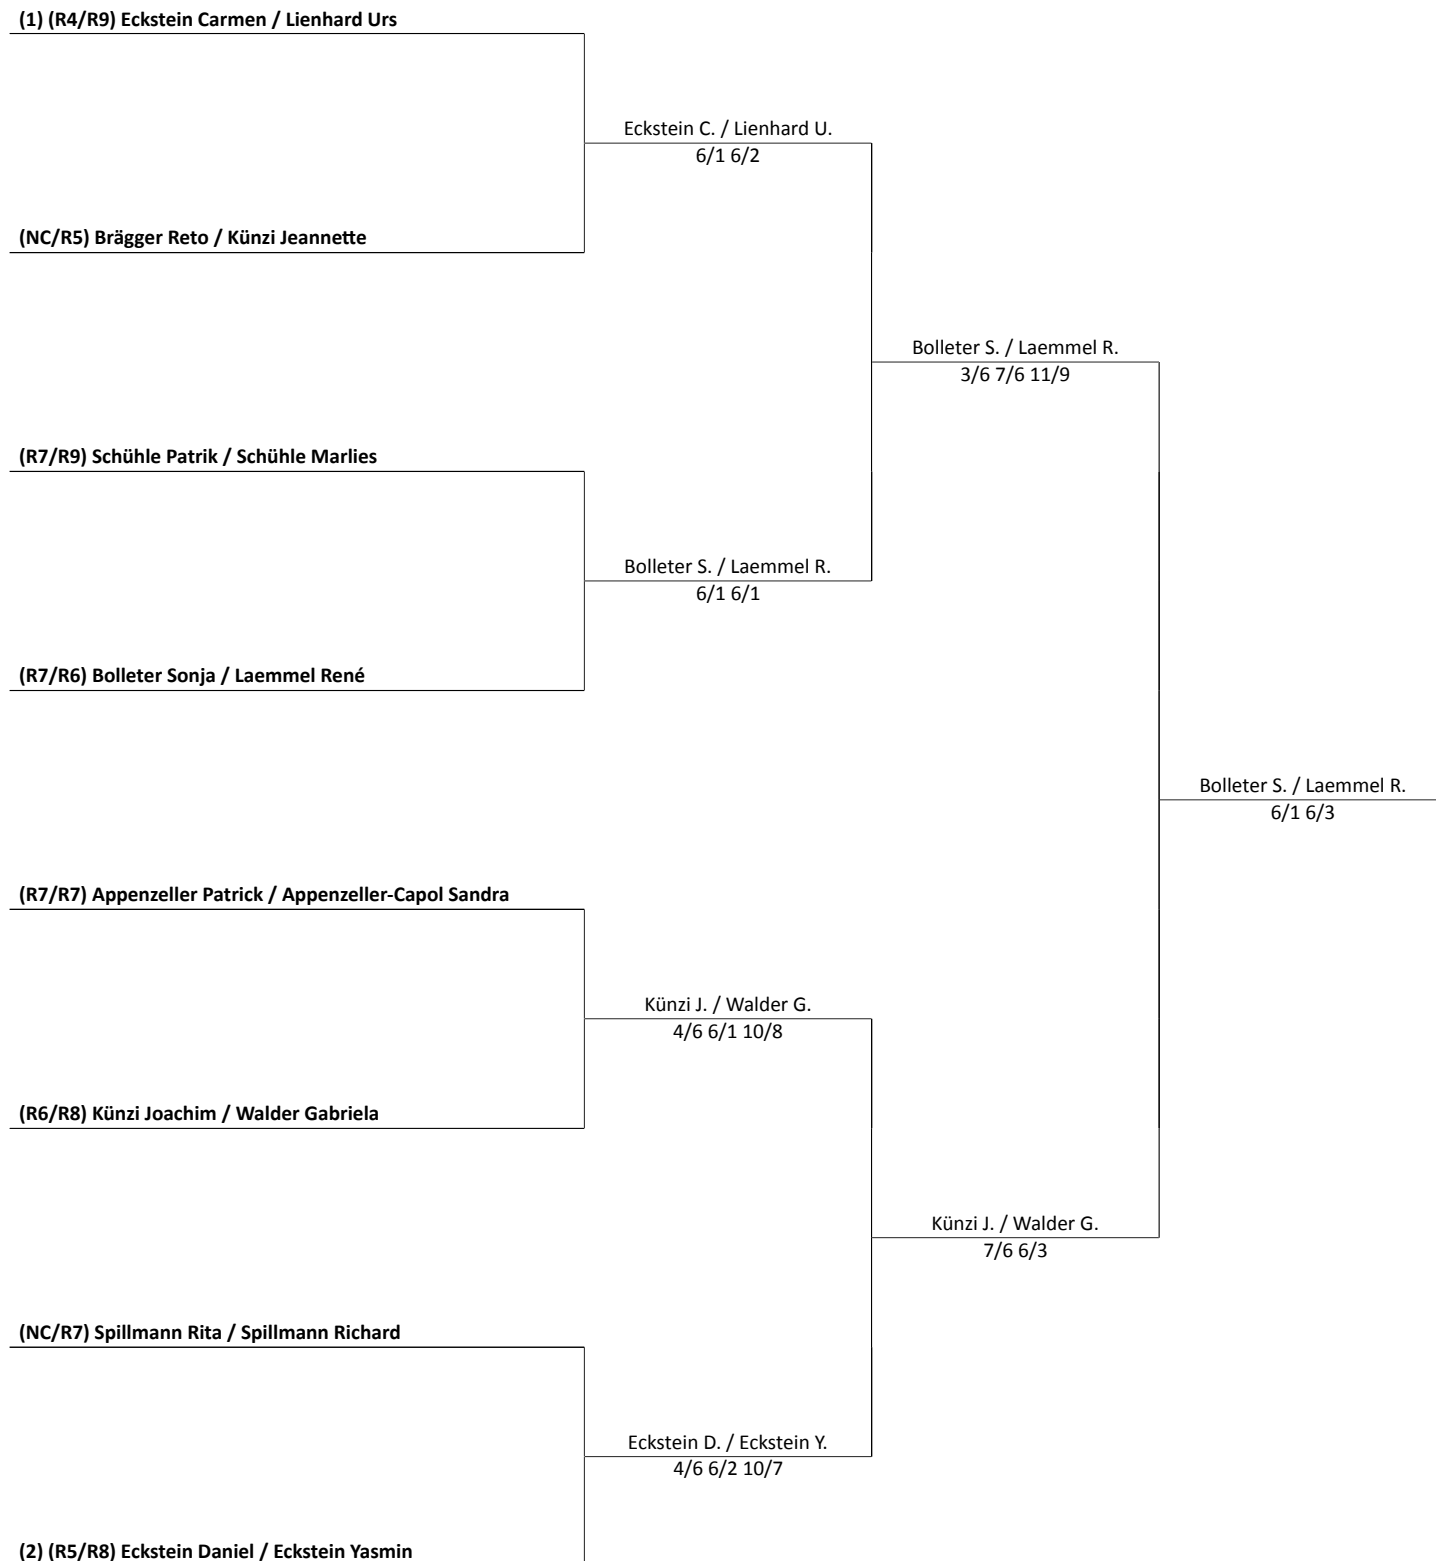 (1) (R4/R9) Eckstein Carmen / Lienhard Urs
Eckstein C. / Lienhard U.
6/1 6/2
(NC/R5) Brägger Reto / Künzi Jeannette
Bolleter S. / Laemmel R.
3/6 7/6 11/9
(R7/R9) Schühle Patrik / Schühle Marlies
Bolleter S. / Laemmel R.
6/1 6/1
(R7/R6) Bolleter Sonja / Laemmel René
Bolleter S. / Laemmel R.
6/1 6/3
(R7/R7) Appenzeller Patrick / Appenzeller-Capol Sandra
Künzi J. / Walder G.
4/6 6/1 10/8
(R6/R8) Künzi Joachim / Walder Gabriela
Künzi J. / Walder G.
7/6 6/3
(NC/R7) Spillmann Rita / Spillmann Richard
Eckstein D. / Eckstein Y.
4/6 6/2 10/7
(2) (R5/R8) Eckstein Daniel / Eckstein Yasmin